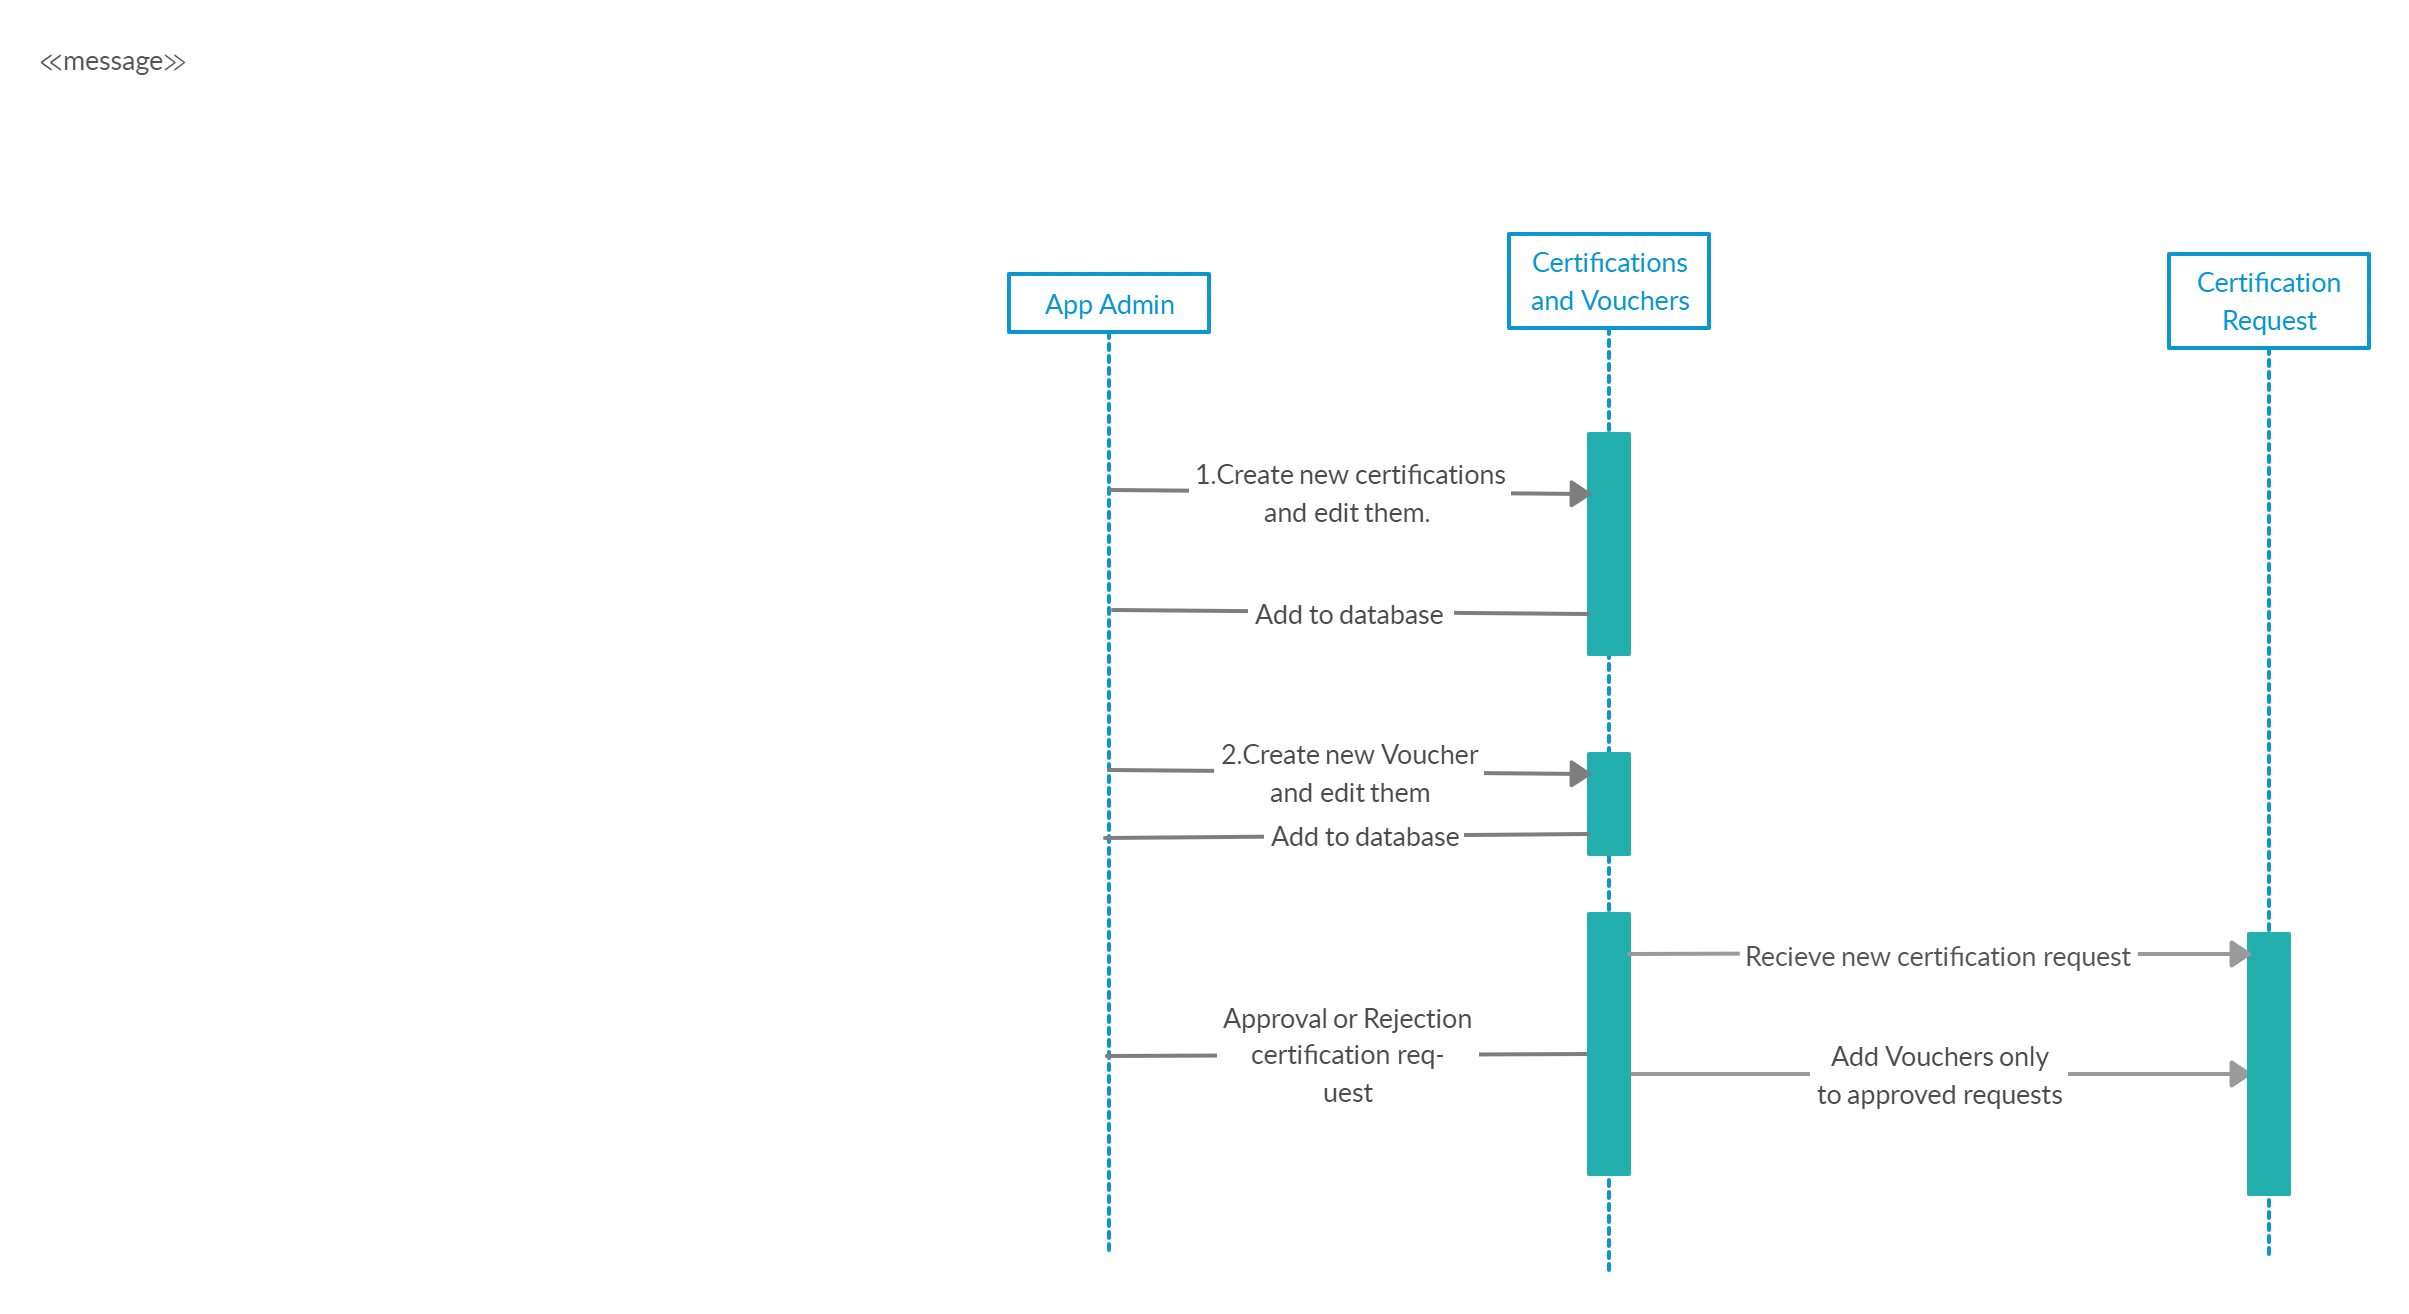 ≪message≫
App Admin
Certifications
and Vouchers
Certification
Request
1.Create new certifications
and edit them.
Add to database
2.Create new Voucher
and edit them
Add to database
Recieve new certification request
Approval or Rejection
certification req-
uest
Add Vouchers only
to approved requests